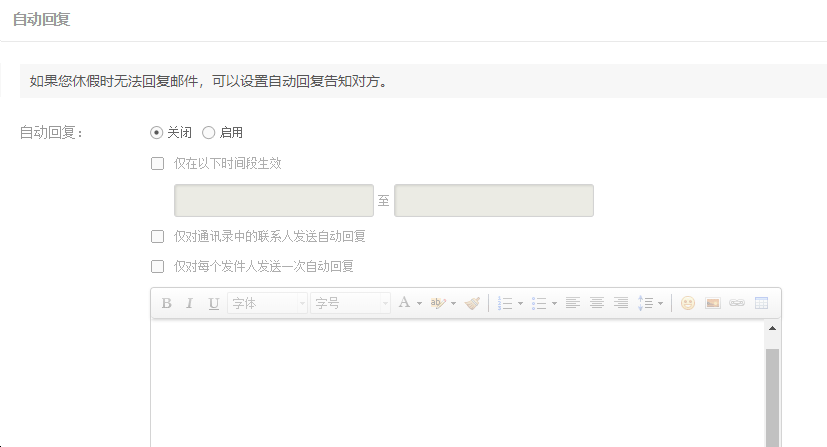 自动回复
如果您休假时无法回复邮件，可以设置自动回复告知对方。
自动回复： 关闭 启用
仅在以下时间段生效
至
仅对通讯录中的联系人发送自动回复
仅对每个发件人发送一次自动回复
B I U 字体 字号 A ab